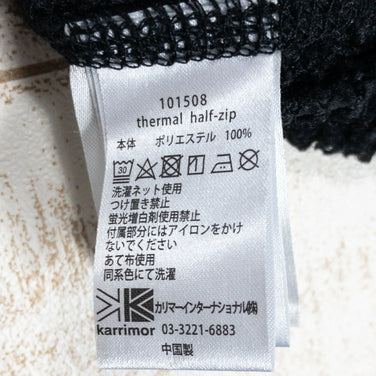 101508
thermal half-zip
本体 ポリエステル 100%
30
洗濯ネット使用
つけ置き禁止
蛍光増白剤使用禁止
付属部分にはアイロンをかけ
ないでください
あて布使用
同系色にて洗濯
カリマーインターナショナル㈱
karrimor 03-3221-6883
中国製